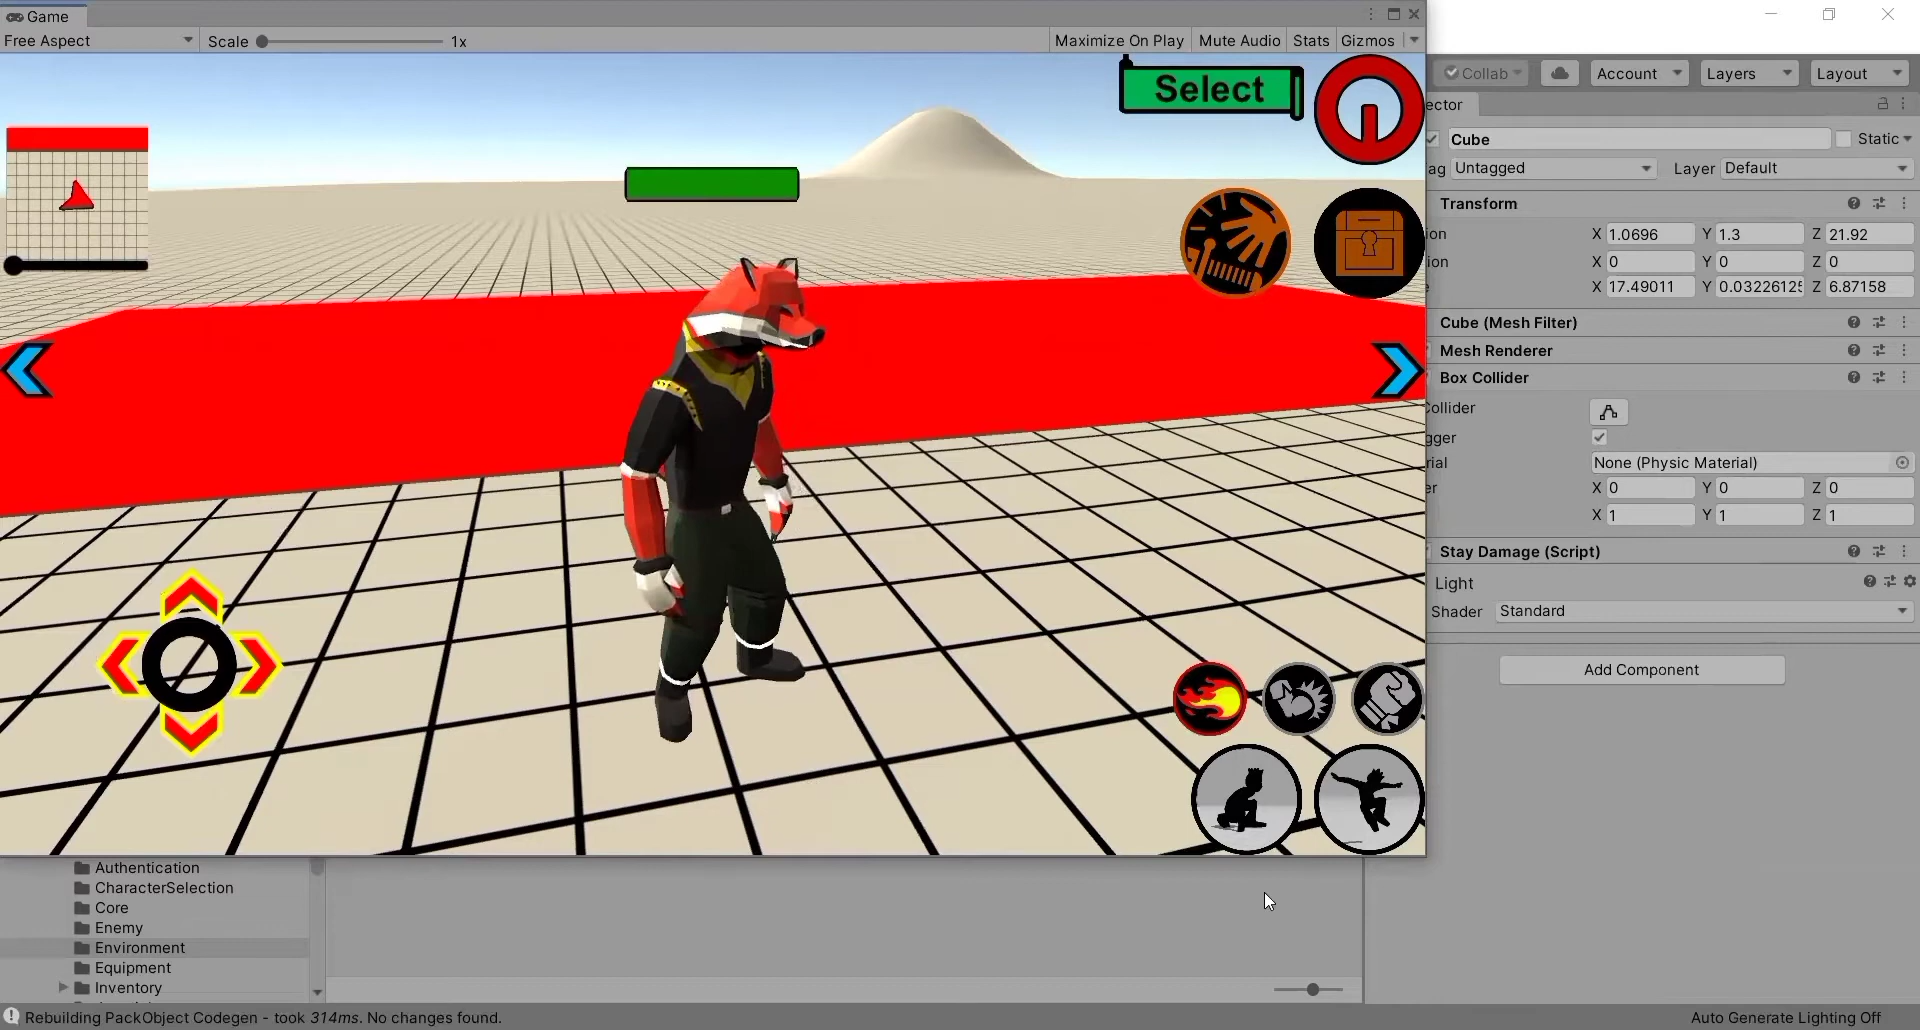 Game
Free Aspect Scale 1x Maximize On Play Mute Audio Stats Gizmos
Select
Collab Account Layers Layout
ector
Cube Static
ag Untagged Layer Default
Transform
ion X 1.0696 Y 1.3 Z 21.92
ion X 0 Y 0 Z 0
X 17.49011 Y 0.0322612 Z 6.87158
Cube (Mesh Filter)
Mesh Renderer
Box Collider
Collider
gger
rial None (Physic Material)
er X 0 Y 0 Z 0
X 1 Y 1 Z 1
Stay Damage (Script)
Light
Shader Standard
Add Component
Authentication
CharacterSelection
Core
Enemy
Environment
Equipment
Inventory
Rebuilding PackObject Codegen - took 314ms. No changes found. Auto Generate Lighting Off